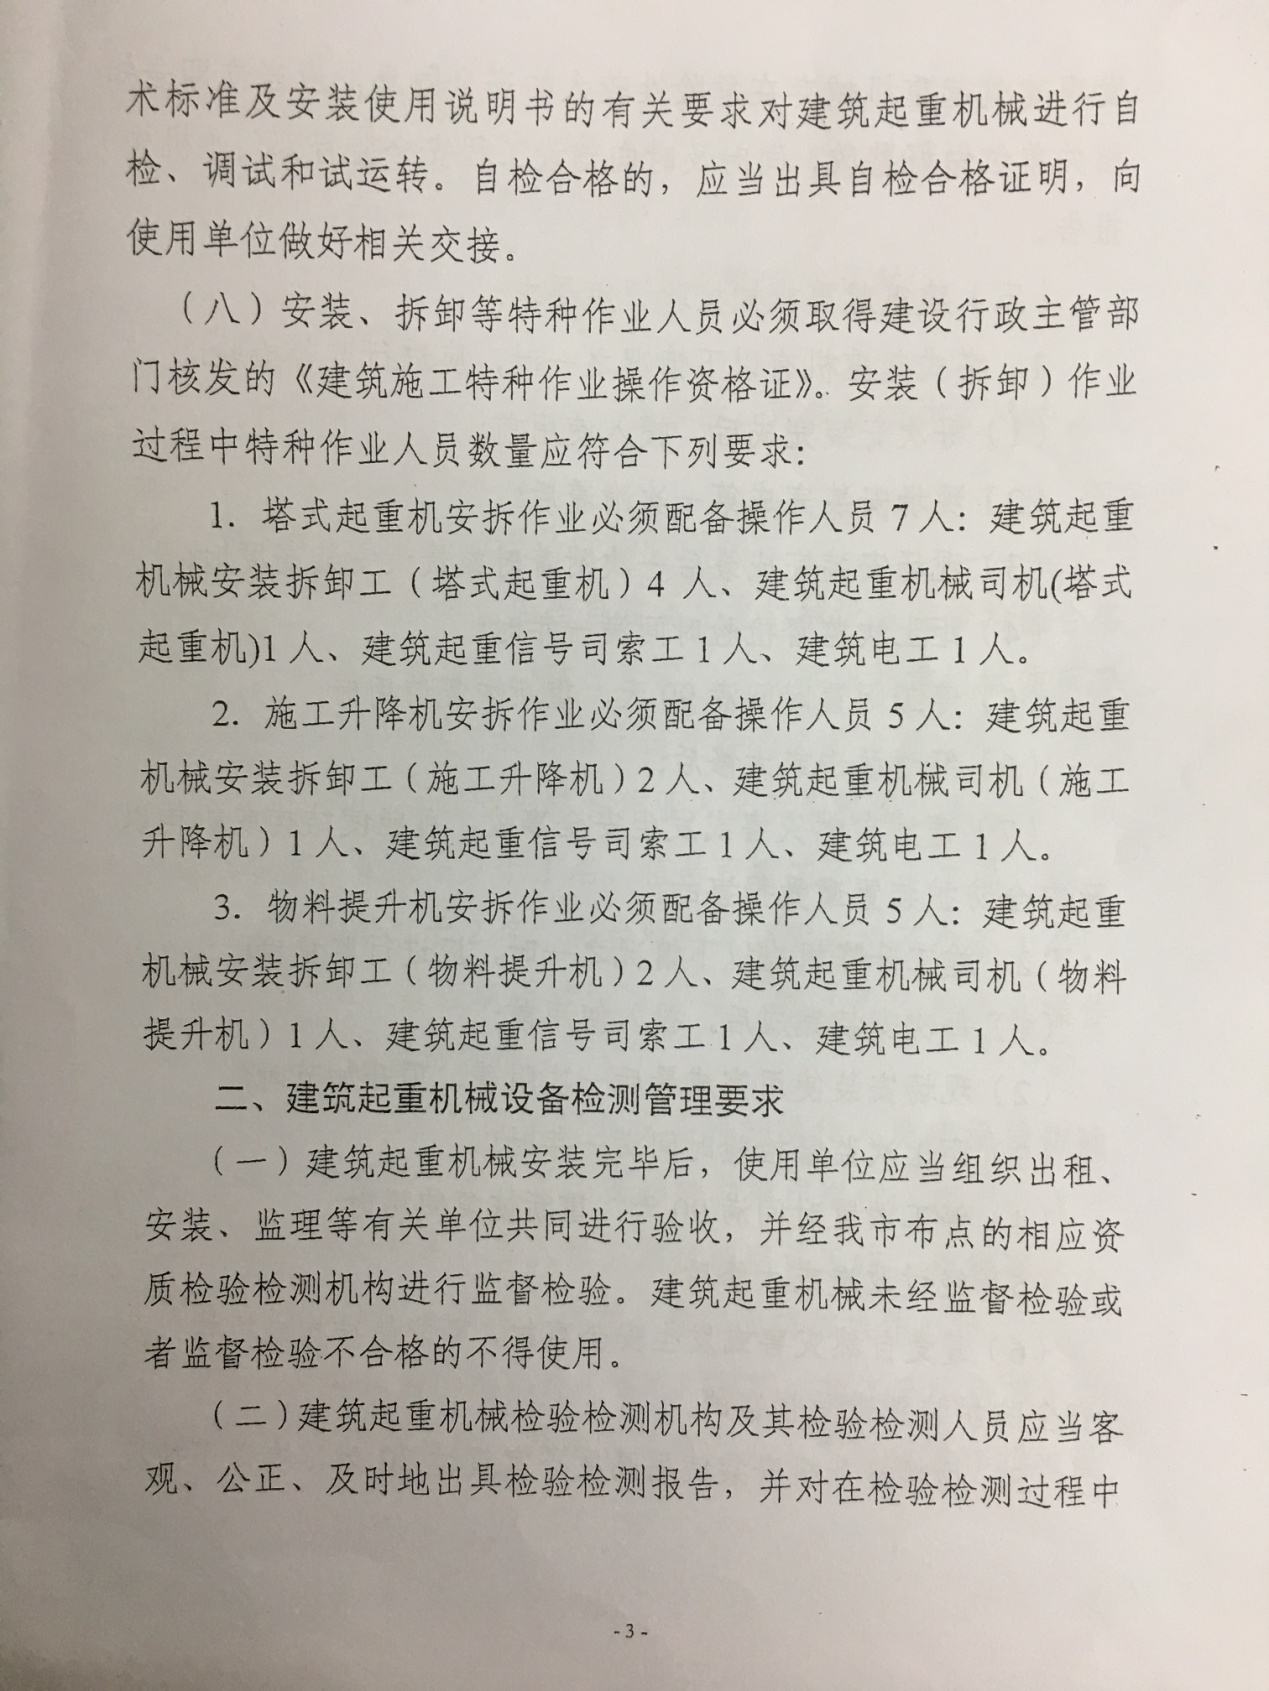 术标准及安装使用说明书的有关要求对建筑起重机械进行自
检、调试和试运转。自检合格的，应当出具自检合格证明，向
使用单位做好相关交接。
（八）安装、拆卸等特种作业人员必须取得建设行政主管部
门核发的《建筑施工特种作业操作资格证》。安装（拆卸）作业
过程中特种作业人员数量应符合下列要求：
1. 塔式起重机安拆作业必须配备操作人员 7 人：建筑起重
机械安装拆卸工（塔式起重机）4 人、建筑起重机械司机(塔式
起重机)1 人、建筑起重信号司索工 1 人、建筑电工 1 人。
2. 施工升降机安拆作业必须配备操作人员 5 人：建筑起重
机械安装拆卸工（施工升降机）2 人、建筑起重机械司机（施工
升降机）1 人、建筑起重信号司索工 1 人、建筑电工 1 人。
3. 物料提升机安拆作业必须配备操作人员 5 人：建筑起重
机械安装拆卸工（物料提升机）2 人、建筑起重机械司机（物料
提升机）1 人、建筑起重信号司索工 1 人、建筑电工 1 人。
二、建筑起重机械设备检测管理要求
（一）建筑起重机械安装完毕后，使用单位应当组织出租、
安装、监理等有关单位共同进行验收，并经我市布点的相应资
质检验检测机构进行监督检验。建筑起重机械未经监督检验或
者监督检验不合格的不得使用。
（二）建筑起重机械检验检测机构及其检验检测人员应当客
观、公正、及时地出具检验检测报告，并对在检验检测过程中
- 3 -